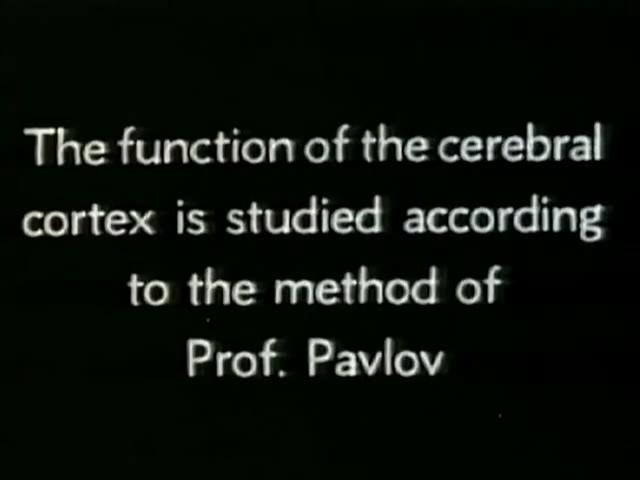 The function of the cerebral
cortex is studied according
to the method of
Prof. Pavlov